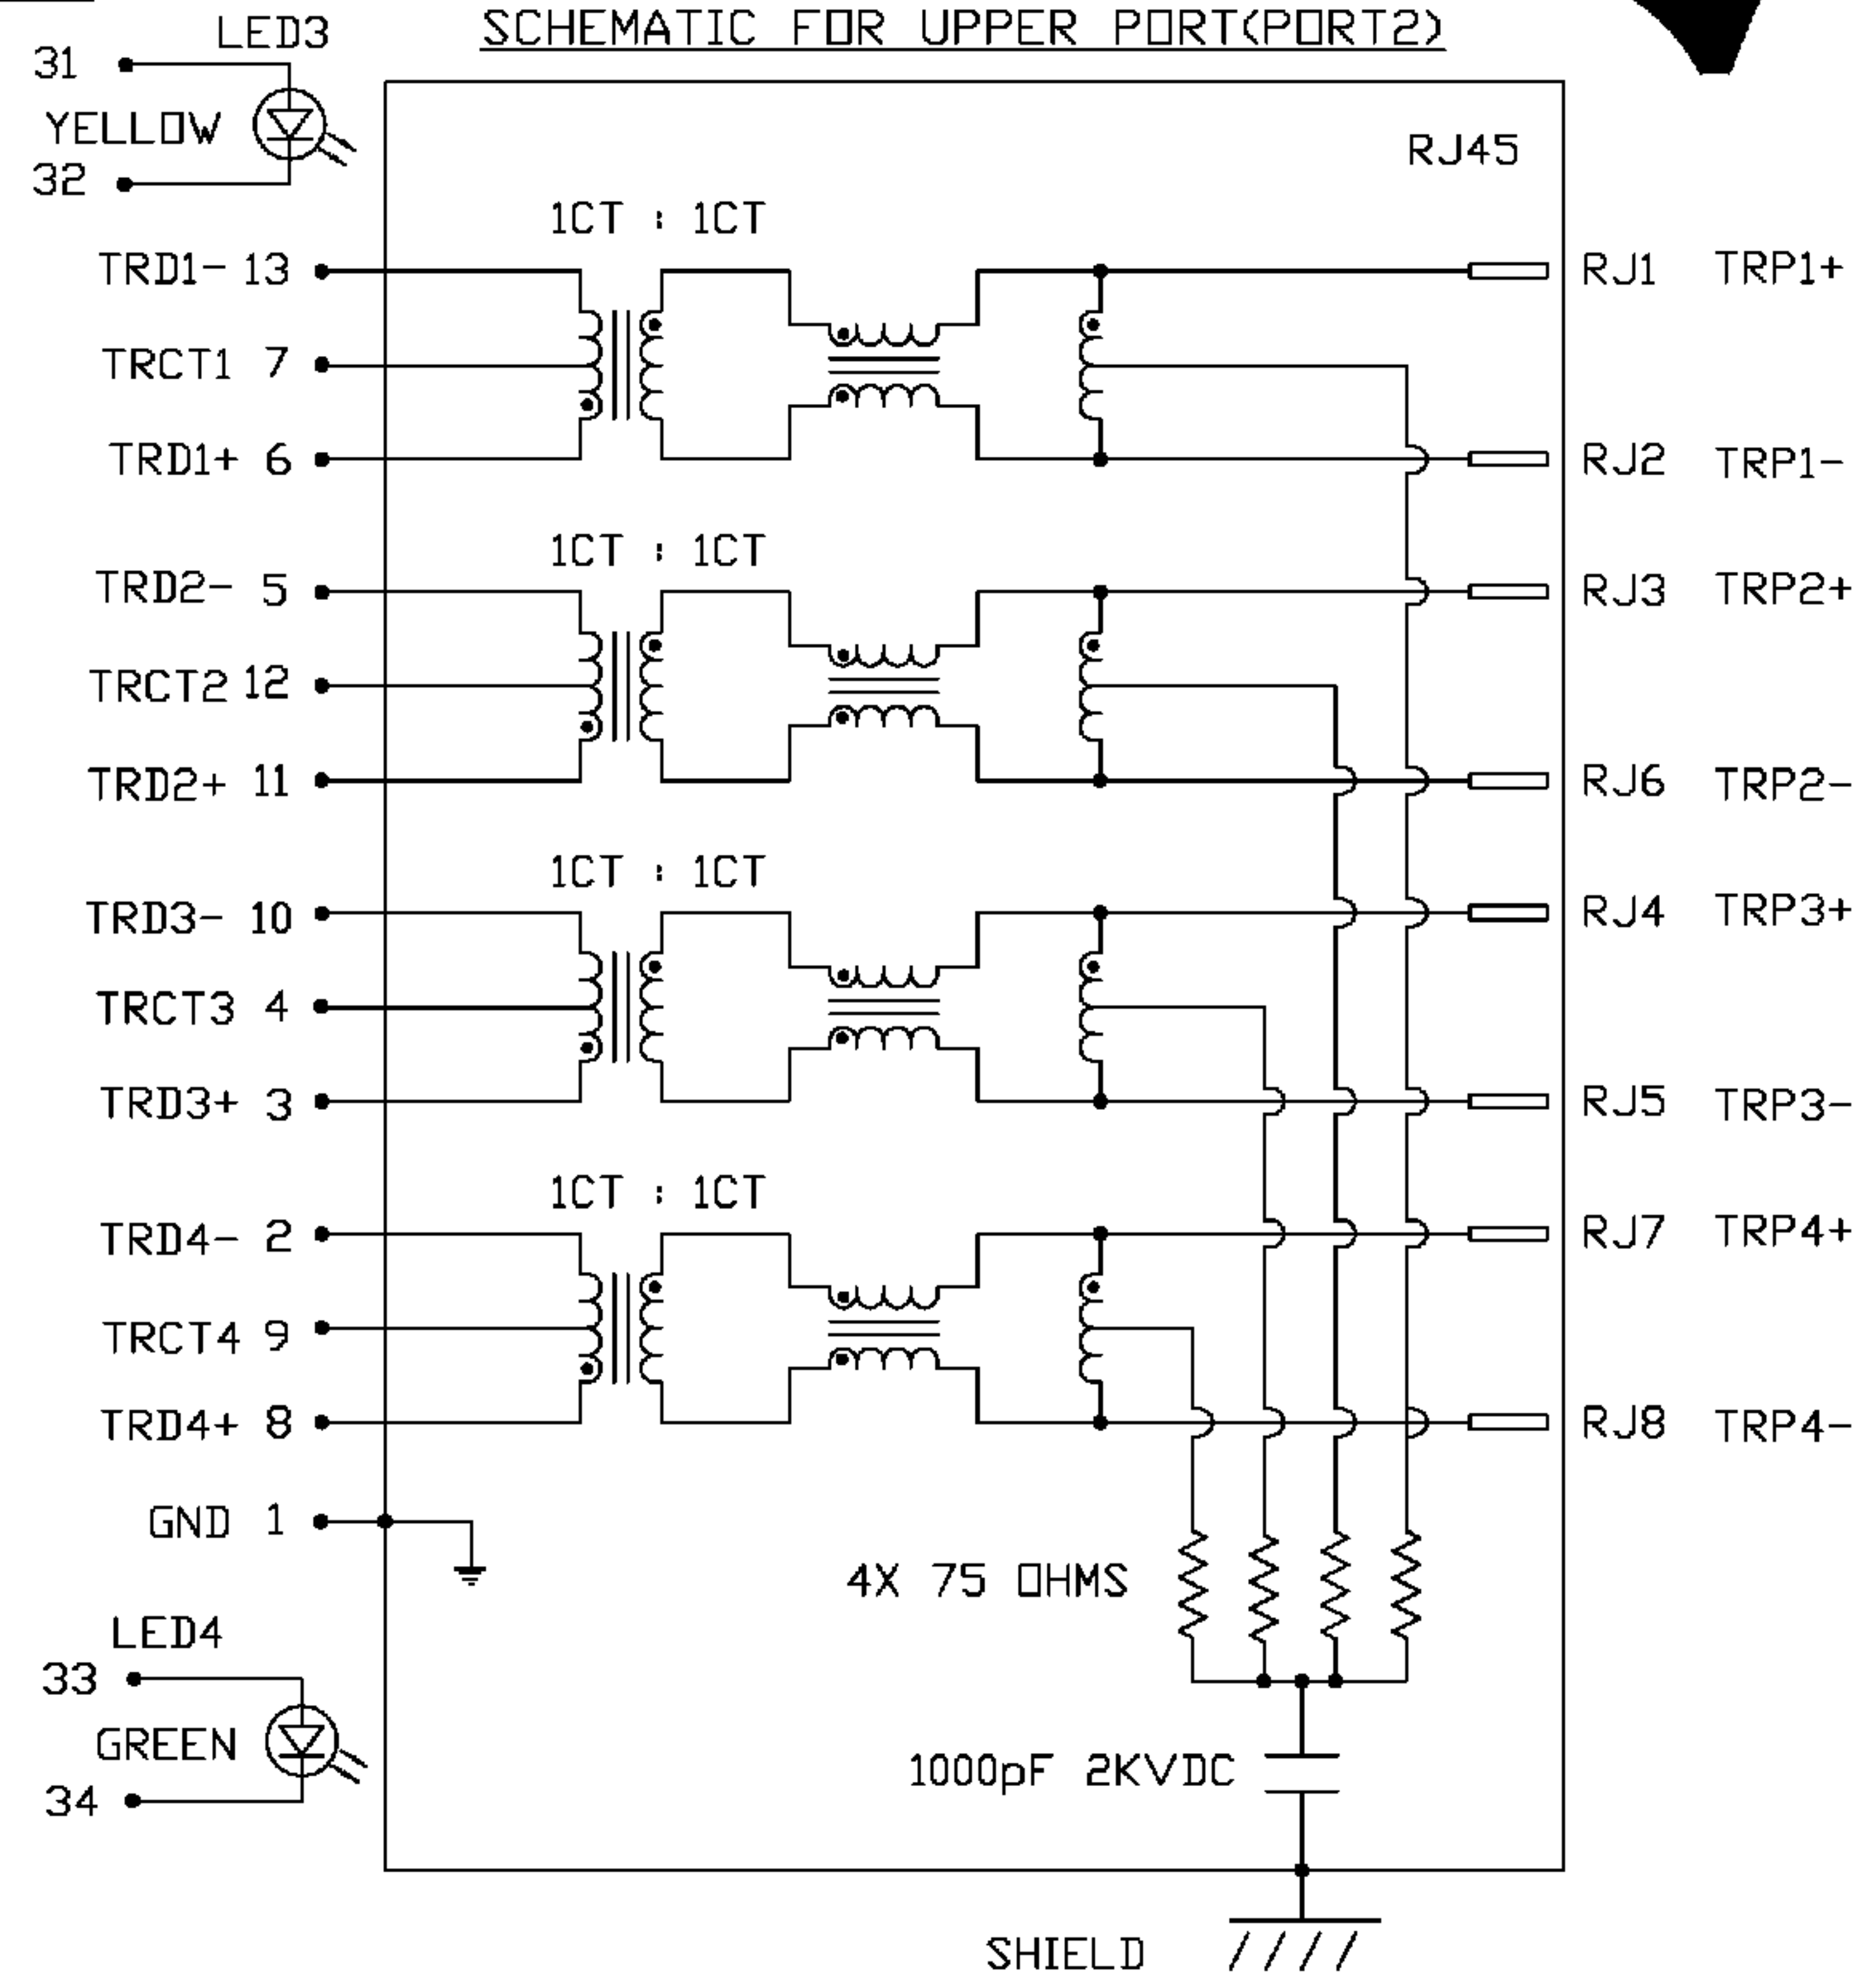 SCHEMATIC FOR UPPER PORT(PORT2)
LED3
31
YELLOW
32
RJ45
1CT : 1CT
TRD1- 13
RJ1 TRP1+
TRCT1 7
TRD1+ 6
RJ2 TRP1-
1CT : 1CT
TRD2- 5
RJ3 TRP2+
TRCT2 12
TRD2+ 11
RJ6 TRP2-
1CT : 1CT
TRD3- 10
RJ4 TRP3+
TRCT3 4
TRD3+ 3
RJ5 TRP3-
1CT : 1CT
TRD4- 2
RJ7 TRP4+
TRCT4 9
TRD4+ 8
RJ8 TRP4-
GND 1
4X 75 OHMS
LED4
33
GREEN
34
1000pF 2KVDC
SHIELD